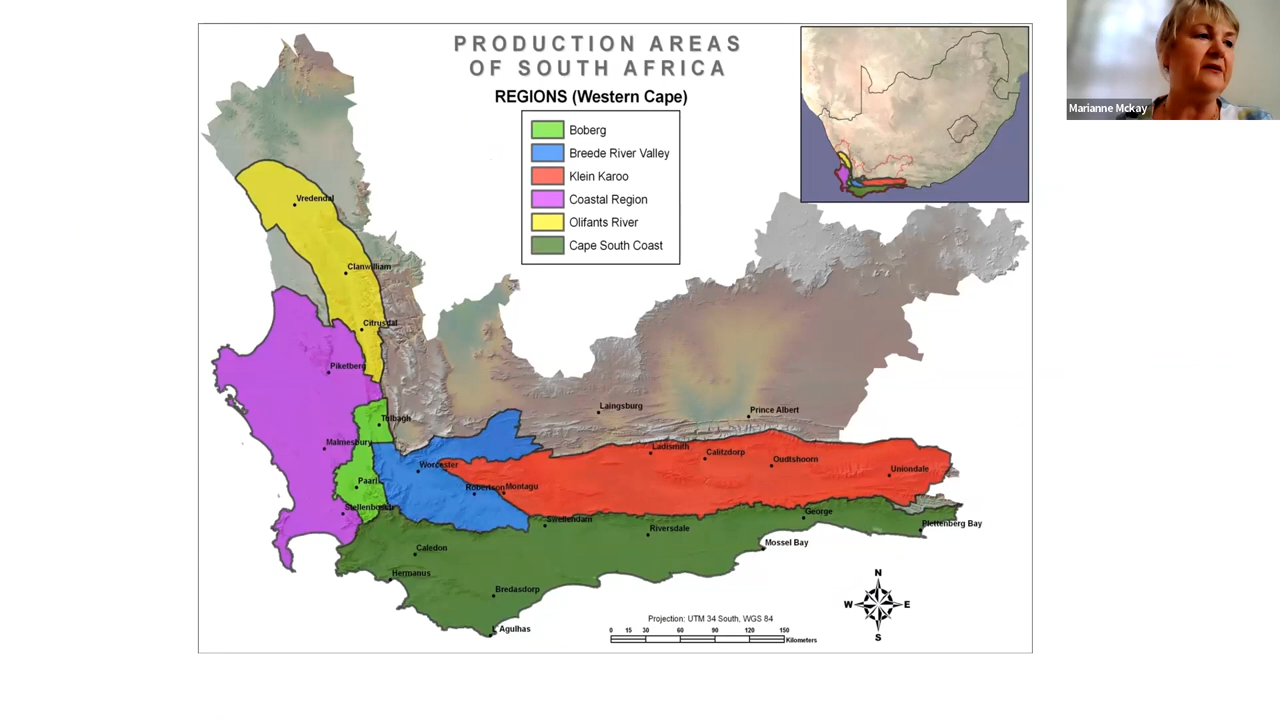 PRODUCTION AREAS
OF SOUTH AFRICA
REGIONS (Western Cape)
Boberg
Breede River Valley
Klein Karoo
Coastal Region
Olifants River
Cape South Coast
Marianne Mckay
Vredendal
Clanwilliam
Citrusdal
Piketberg
Tulbagh
Malmesbury
Paarl
Stellenbosch
Worcester
Robertson
Montagu
Laingsburg
Prince Albert
Ladismith
Calitzdorp
Oudtshoorn
Uniondale
Swellendam
Riversdale
George
Plettenberg Bay
Mossel Bay
Caledon
Hermanus
Bredasdorp
L'Agulhas
N
W
E
S
Projection: UTM 34 South, WGS 84
0 15 30 60 90 120 150
Kilometers